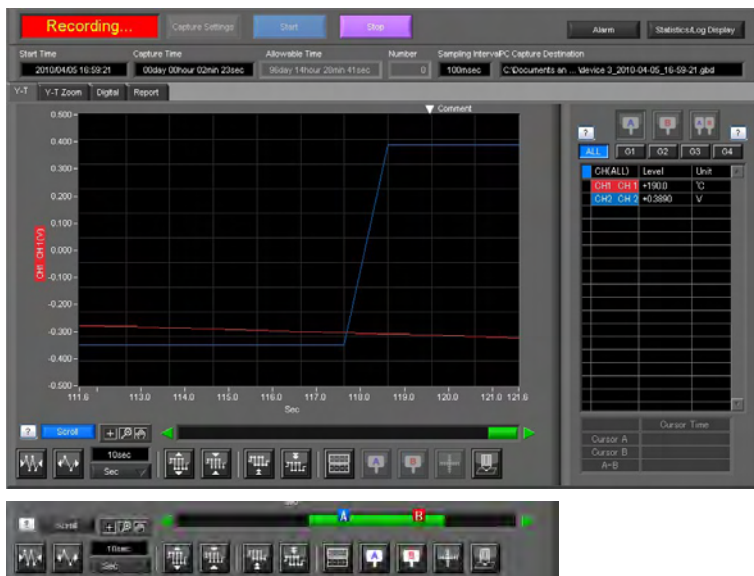 Recording...
Capture Settings
Start
Stop
Alarm
Statistics/Log Display
Start Time
Capture Time
Allowable Time
Number
Sampling Interval
PC Capture Destination
2010/04/05 16:59:21
00day 00hour 02min 23sec
96day 14hour 28min 41sec
0
100msec
C:\Documents an ... \device 3_2010-04-05_16-59-21.gbd
Y-T
Y-T Zoom
Digital
Report
Comment
0.500
0.400
0.300
0.200
0.100
0.000
-0.100
-0.200
-0.300
-0.400
-0.500
CH1 CH 1(V)
111.6
113.0
114.0
115.0
116.0
117.0
118.0
119.0
120.0
121.0
121.6
Sec
?
A
B
A B
?
ALL
G1
G2
G3
G4
CH(ALL) Level Unit
CH1 CH 1 +190.0 °C
CH2 CH 2 +0.3890 V
Cursor Time
Cursor A
Cursor B
A-B
?
Scroll
10sec
Sec
A
B
A
B
?
Scroll
10sec
Sec
A
B